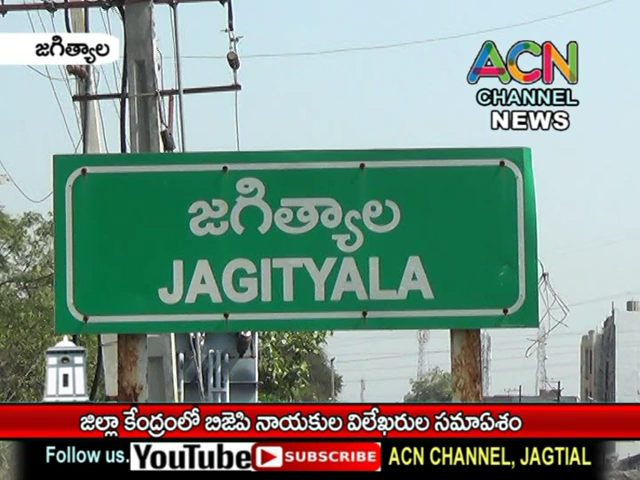 జగిత్యాల
ACN
CHANNEL
NEWS
జగిత్యాల
JAGITYALA
జిల్లా కేంద్రంలో బిజెపి నాయకుల విలేఖరుల సమావేశం
Follow us. YouTube SUBSCRIBE ACN CHANNEL, JAGTIAL